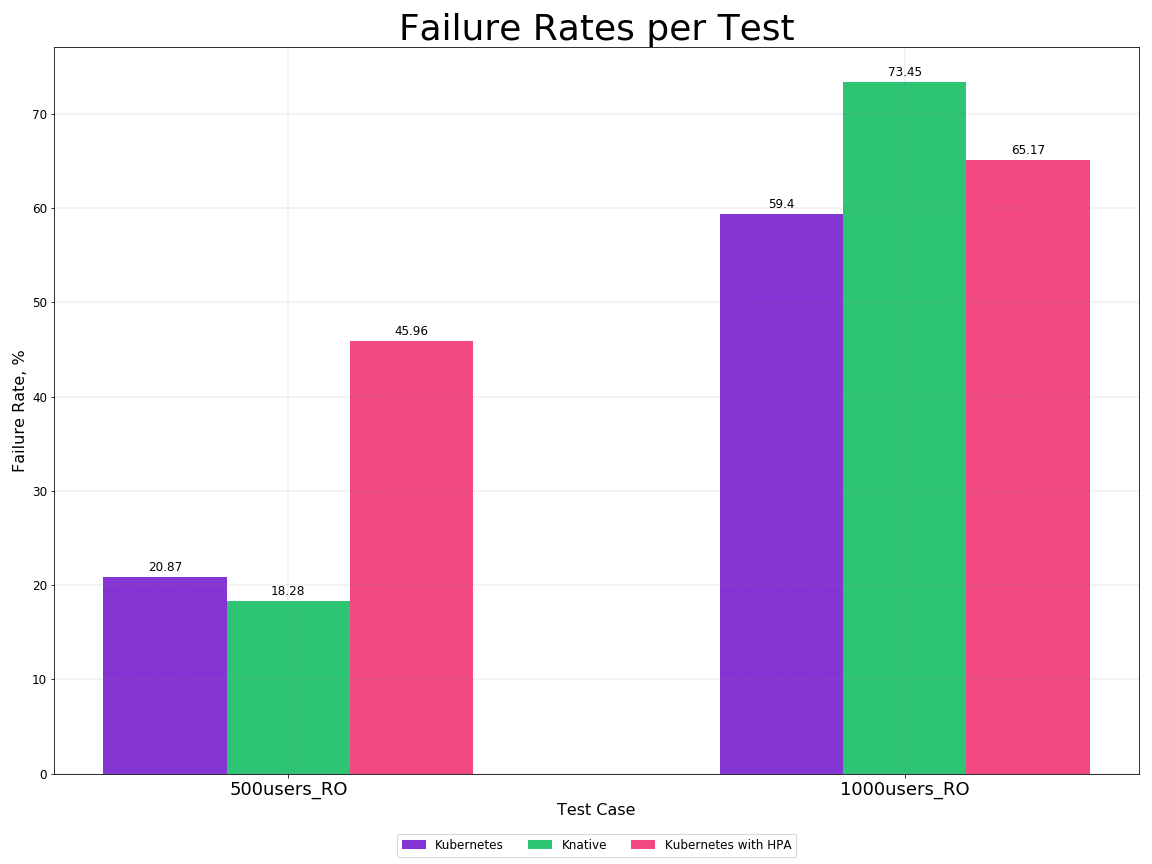 Failure Rates per Test
Failure Rate, %
70
60
50
40
30
20
10
0
20.87
18.28
45.96
59.4
73.45
65.17
500users_RO
1000users_RO
Test Case
Kubernetes
Knative
Kubernetes with HPA